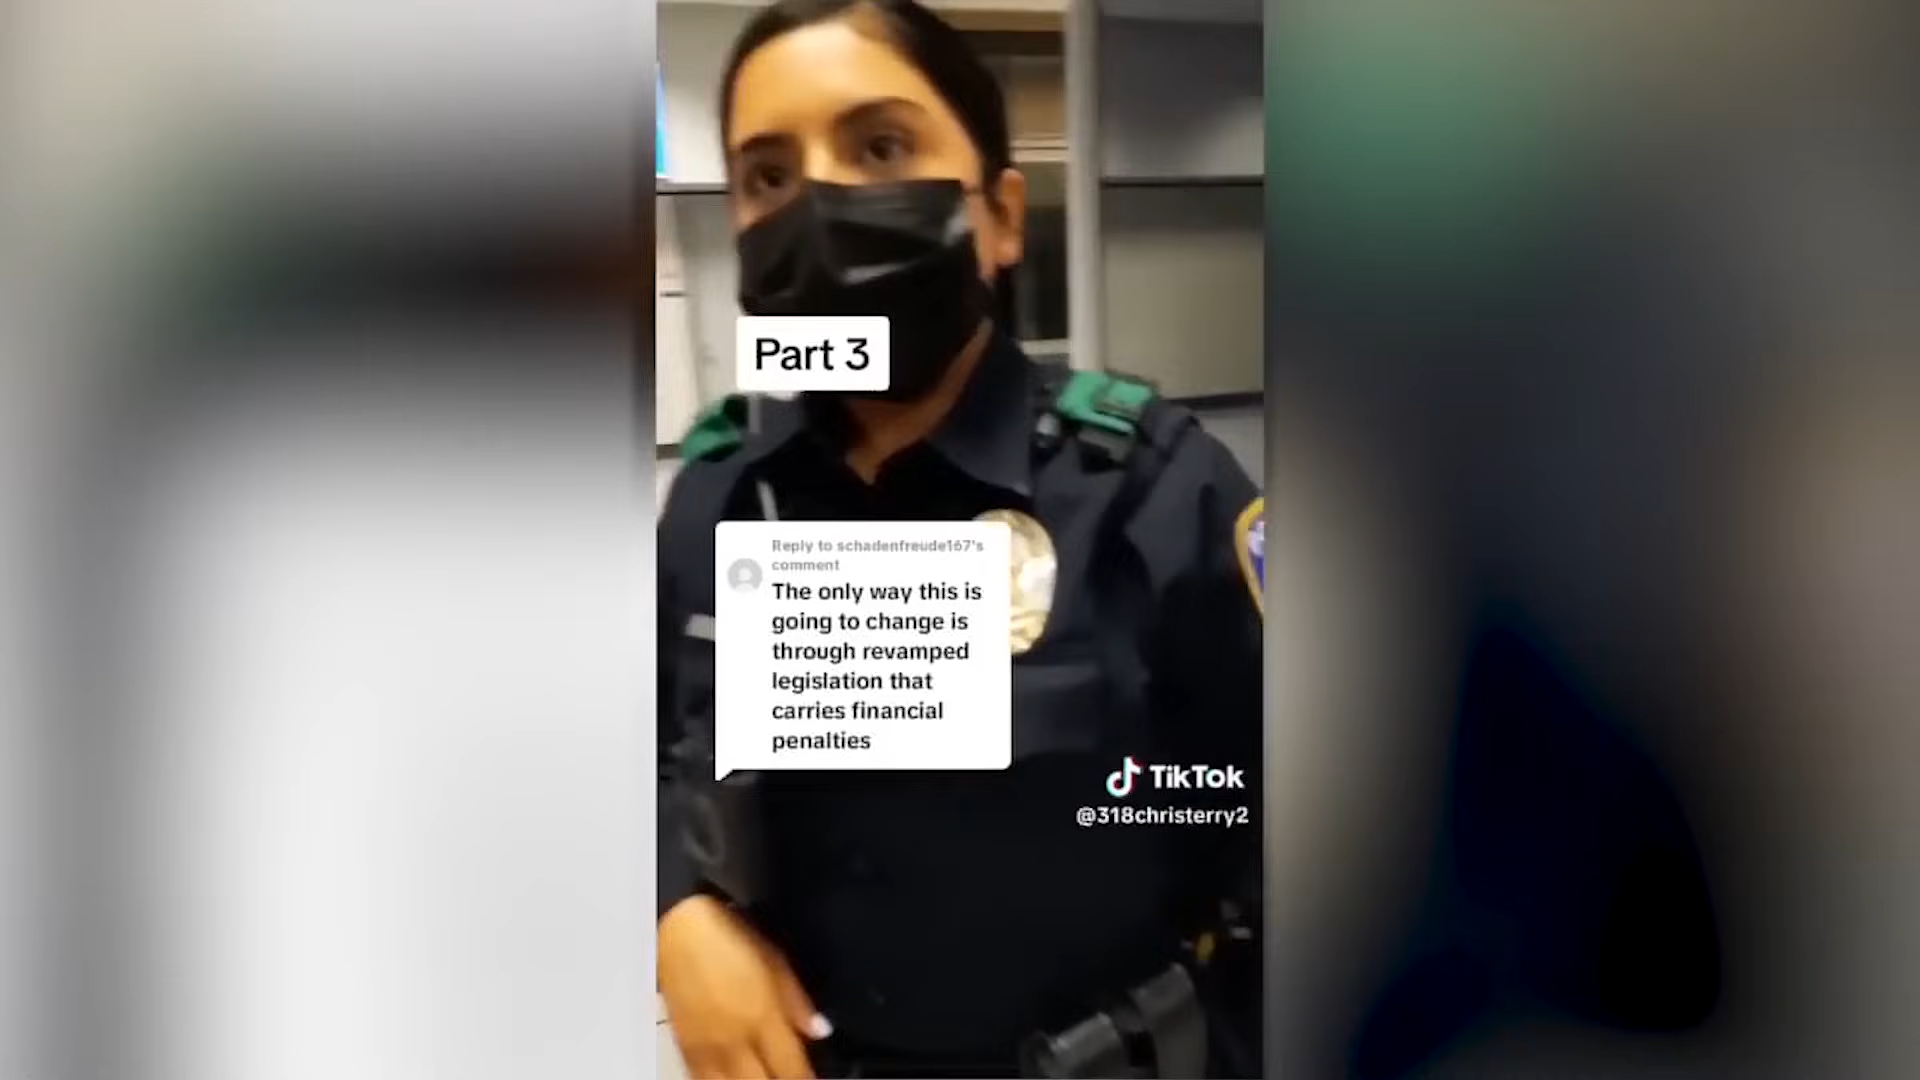 Part 3
Reply to schadenfreude167's
comment
The only way this is
going to change is
through revamped
legislation that
carries financial
penalties
TikTok
@318christerry2